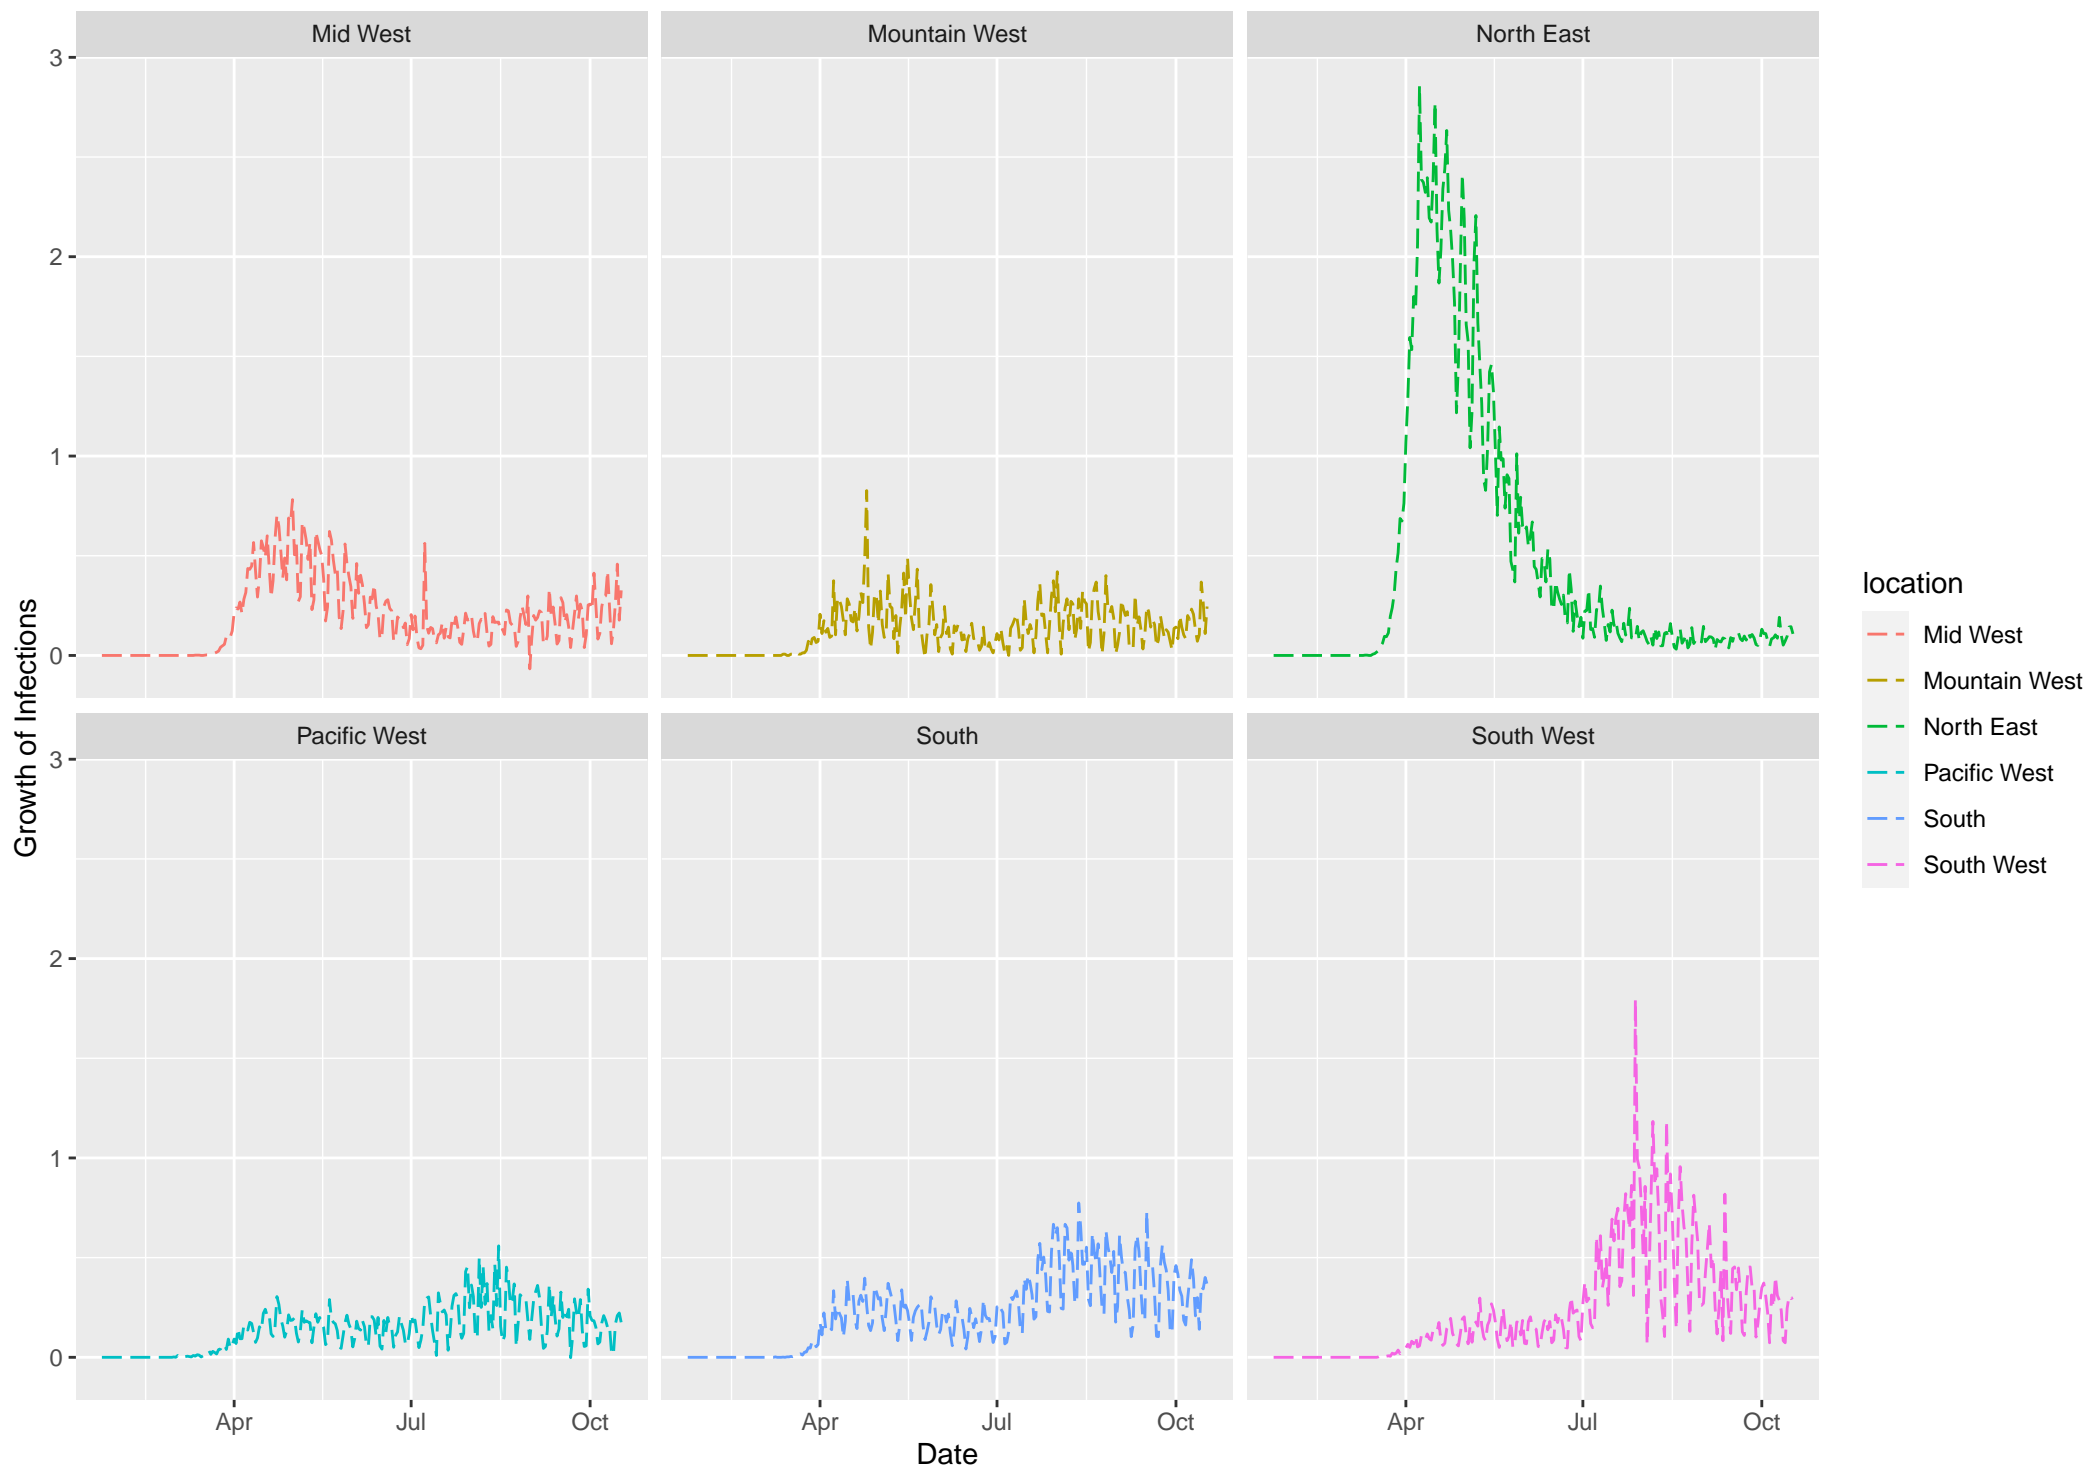 Mid West
Mountain West
North East
3
2
1
0
Pacific West
South
South West
3
2
1
0
Apr
Jul
Oct
Apr
Jul
Oct
Apr
Jul
Oct
Date
Growth of Infections
location
Mid West
Mountain West
North East
Pacific West
South
South West